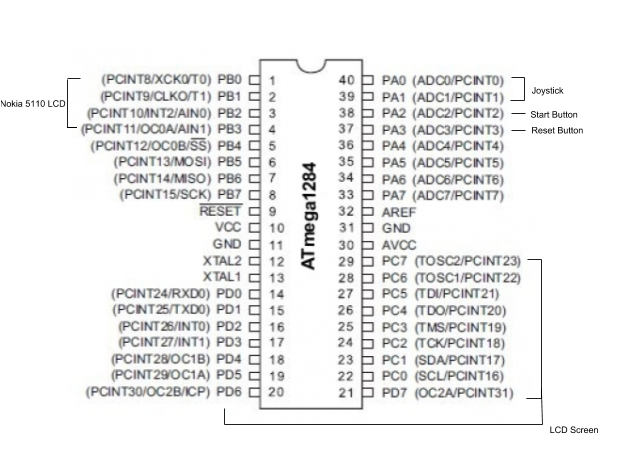 (PCINT8/XCK0/T0) PB0 1 40 PA0 (ADC0/PCINT0)
(PCINT9/CLKO/T1) PB1 2 39 PA1 (ADC1/PCINT1)
(PCINT10/INT2/AIN0) PB2 3 38 PA2 (ADC2/PCINT2)
(PCINT11/OC0A/AIN1) PB3 4 37 PA3 (ADC3/PCINT3)
(PCINT12/OC0B/SS) PB4 5 36 PA4 (ADC4/PCINT4)
(PCINT13/MOSI) PB5 6 35 PA5 (ADC5/PCINT5)
(PCINT14/MISO) PB6 7 34 PA6 (ADC6/PCINT6)
(PCINT15/SCK) PB7 8 33 PA7 (ADC7/PCINT7)
RESET 9 32 AREF
VCC 10 31 GND
GND 11 30 AVCC
XTAL2 12 29 PC7 (TOSC2/PCINT23)
XTAL1 13 28 PC6 (TOSC1/PCINT22)
(PCINT24/RXD0) PD0 14 27 PC5 (TDI/PCINT21)
(PCINT25/TXD0) PD1 15 26 PC4 (TDO/PCINT20)
(PCINT26/INT0) PD2 16 25 PC3 (TMS/PCINT19)
(PCINT27/INT1) PD3 17 24 PC2 (TCK/PCINT18)
(PCINT28/OC1B) PD4 18 23 PC1 (SDA/PCINT17)
(PCINT29/OC1A) PD5 19 22 PC0 (SCL/PCINT16)
(PCINT30/OC2B/ICP) PD6 20 21 PD7 (OC2A/PCINT31)
ATmega1284
Nokia 5110 LCD
Joystick
Start Button
Reset Button
LCD Screen